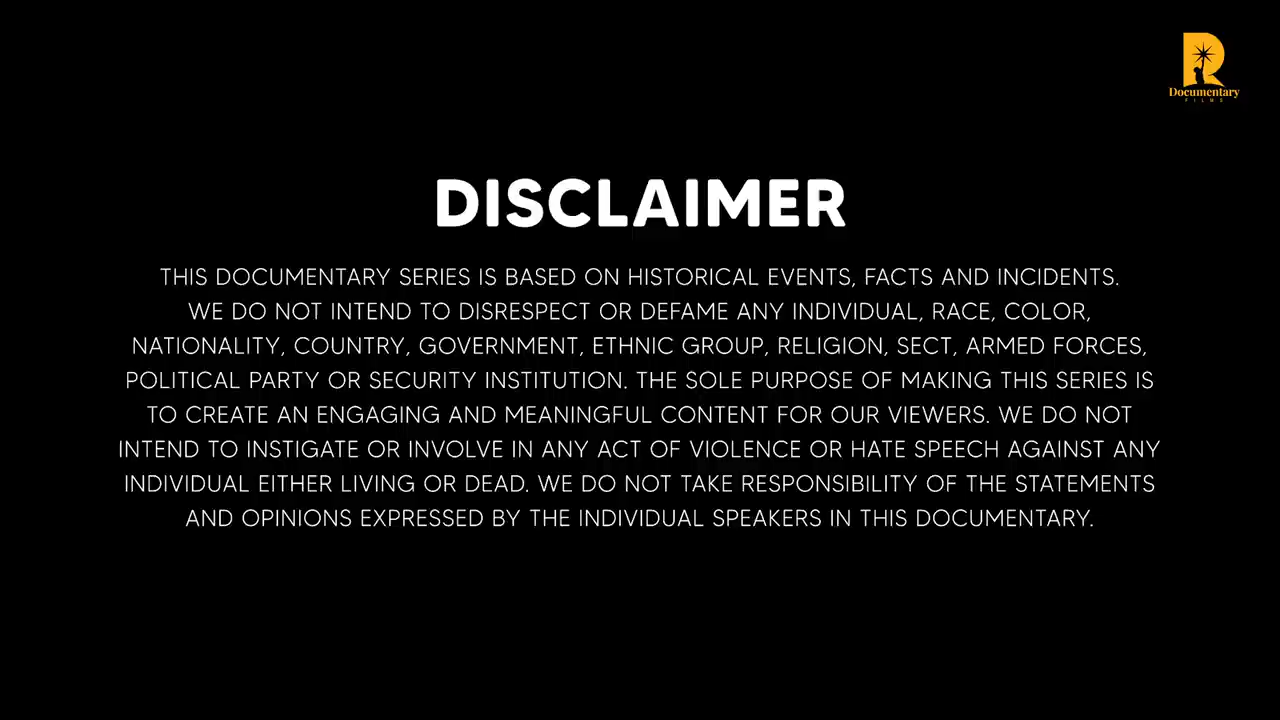 R
Documentary
FILMS
DISCLAIMER
THIS DOCUMENTARY SERIES IS BASED ON HISTORICAL EVENTS, FACTS AND INCIDENTS.
WE DO NOT INTEND TO DISRESPECT OR DEFAME ANY INDIVIDUAL, RACE, COLOR,
NATIONALITY, COUNTRY, GOVERNMENT, ETHNIC GROUP, RELIGION, SECT, ARMED FORCES,
POLITICAL PARTY OR SECURITY INSTITUTION. THE SOLE PURPOSE OF MAKING THIS SERIES IS
TO CREATE AN ENGAGING AND MEANINGFUL CONTENT FOR OUR VIEWERS. WE DO NOT
INTEND TO INSTIGATE OR INVOLVE IN ANY ACT OF VIOLENCE OR HATE SPEECH AGAINST ANY
INDIVIDUAL EITHER LIVING OR DEAD. WE DO NOT TAKE RESPONSIBILITY OF THE STATEMENTS
AND OPINIONS EXPRESSED BY THE INDIVIDUAL SPEAKERS IN THIS DOCUMENTARY.